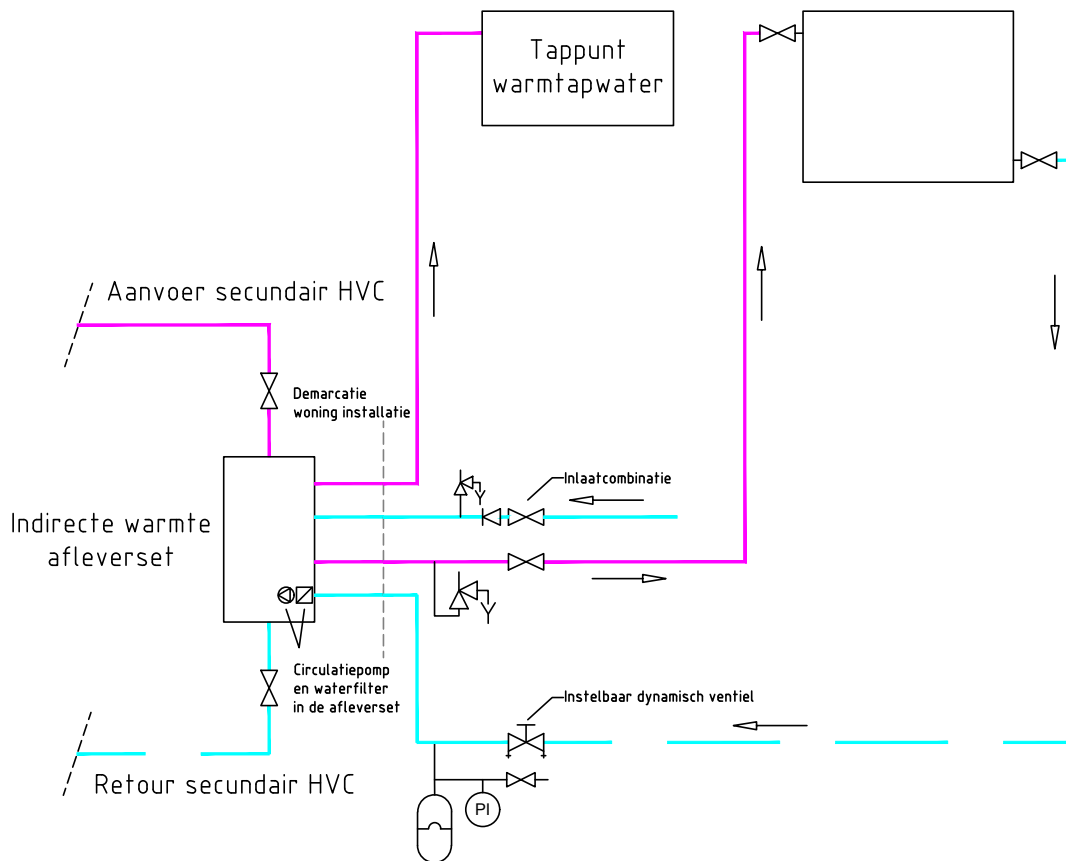 Tappunt
warmtapwater
Aanvoer secundair HVC
Demarcatie
woning installatie
Inlaatcombinatie
Indirecte warmte
afleverset
Circulatiepomp
en waterfilter
in de afleverset
Instelbaar dynamisch ventiel
Retour secundair HVC
PI